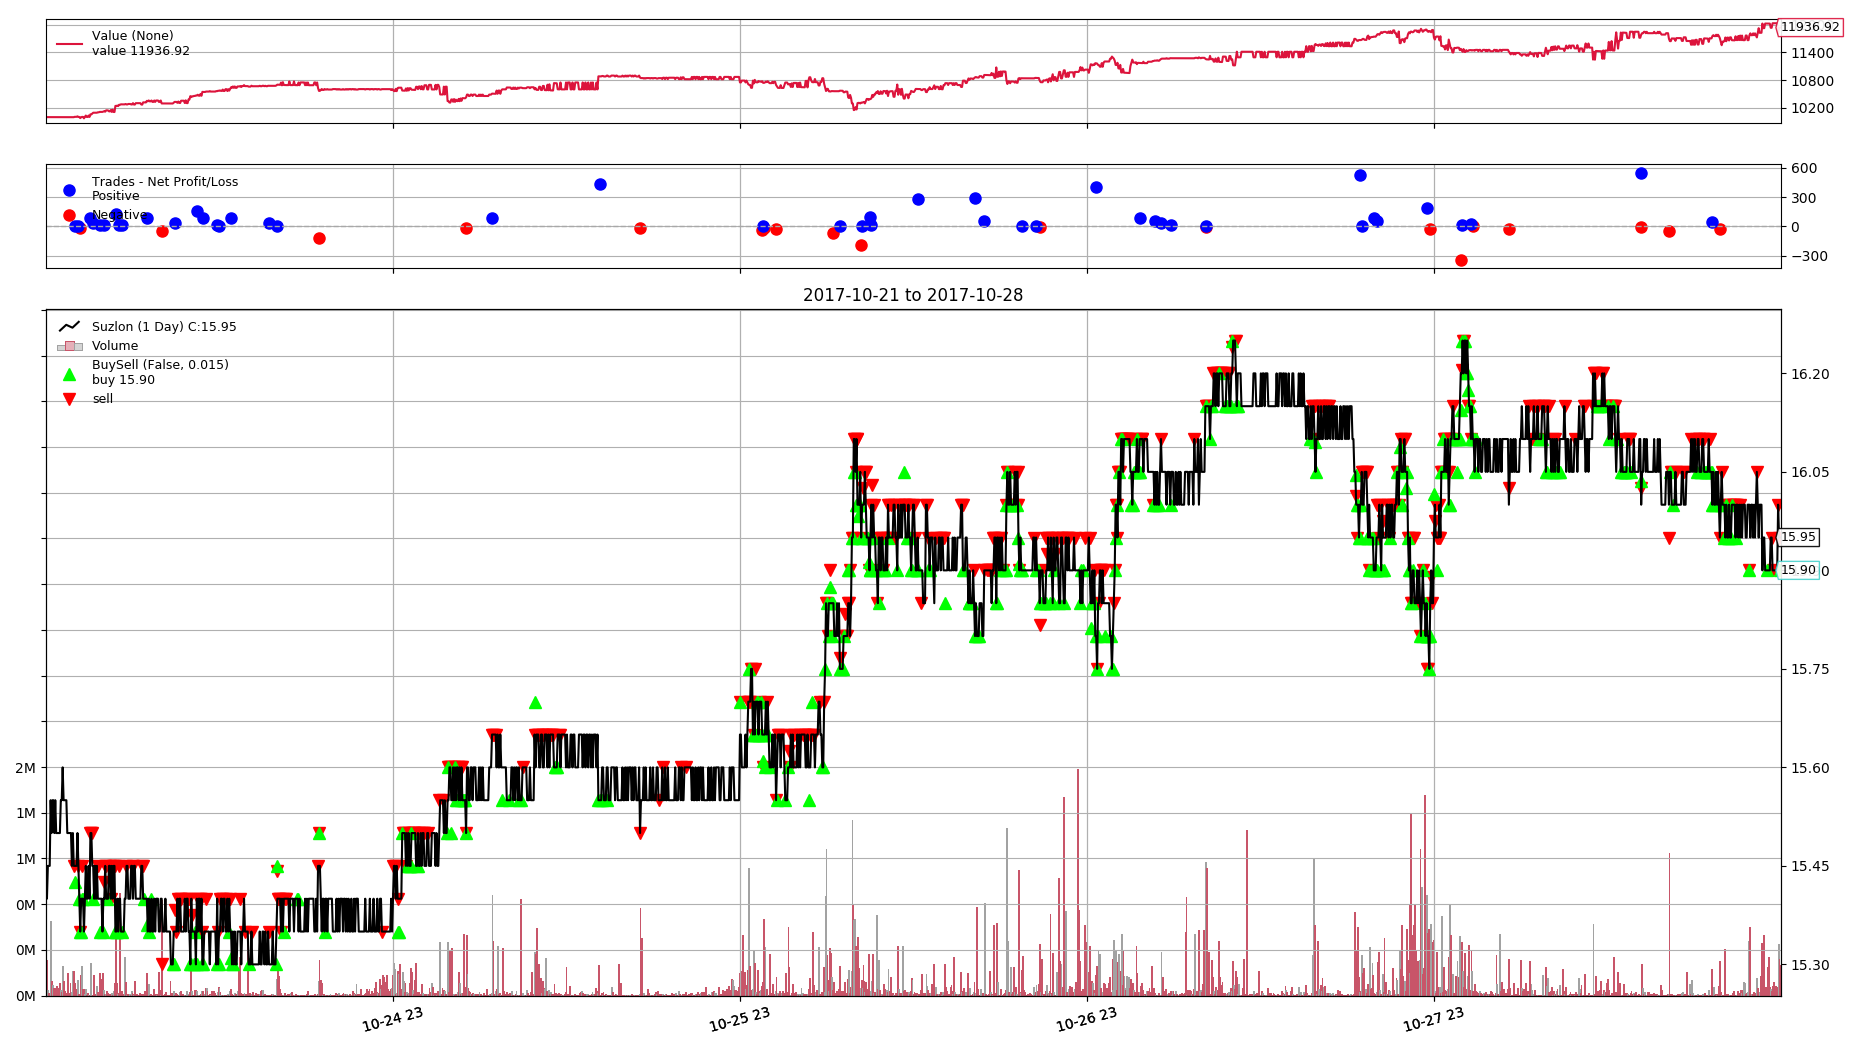 Value (None)
value 11936.92
11936.92
11400
10800
10200
Trades - Net Profit/Loss
Positive
Negative
600
300
0
−300
2017-10-21 to 2017-10-28
Suzlon (1 Day) C:15.95
Volume
BuySell (False, 0.015)
buy 15.90
sell
16.20
16.05
15.95
15.90
0
15.75
15.60
15.45
15.30
2M
1M
1M
0M
0M
0M
10-24 23
10-25 23
10-26 23
10-27 23